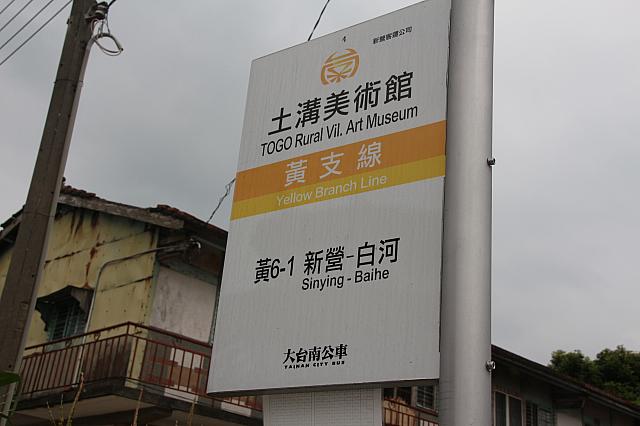 新營客運公司
土溝美術館
TOGO Rural Vil. Art Museum
黃支線
Yellow Branch Line
黃6-1 新營-白河
Sinying - Baihe
大台南公車
TAINAN CITY BUS